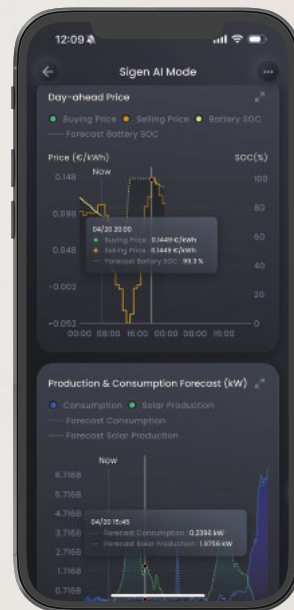 12:09
Sigen AI Mode
Day-ahead Price
Buying Price Selling Price Battery SOC
Forecast Battery SOC
Price (€/kWh) SOC(%)
Now
0.148 100
0.098 80
60
0.048
40
-0.002
20
-0.052 0
00:00 08:00 16:00 00:00 08:00 16:00
04/20 20:00
Buying Price : 0.1449 €/kWh
Selling Price : 0.1449 €/kWh
Forecast Battery SOC : 99.3 %
Production & Consumption Forecast (kW)
Consumption Solar Production
Forecast Consumption
Forecast Solar Production
Now
6.7168
5.7168
4.7168
3.7168
2.7168
1.7168
0.7168
04/20 15:45
Forecast Consumption : 0.2396 kW
Forecast Solar Production : 1.9756 kW